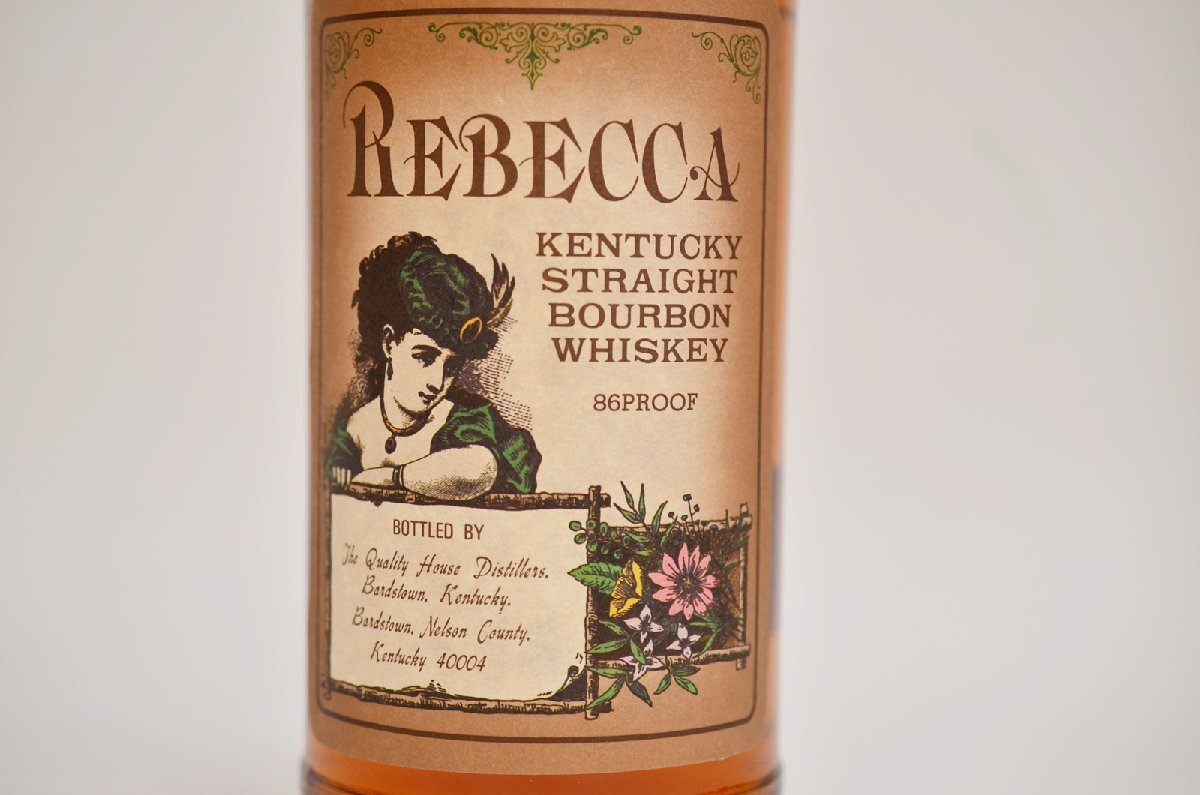 REBECCA
KENTUCKY
STRAIGHT
BOURBON
WHISKEY
86PROOF
BOTTLED BY
The Quality House Distillers.
Bardstown. Kentucky.
Bardstown. Nelson County.
Kentucky 40004